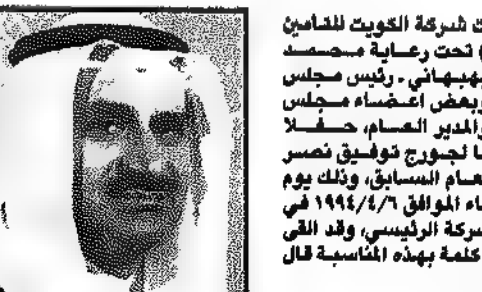 ت شركة الكويت للتأمين
) تحت رعاية محمد
بهبهاني - رئيس مجلس
وبعض اعضاء مجلس
والمدير العام، حفلا
ا لجورج توفيق نصر
عام السابق، وذلك يوم
اء الموافق ١٩٩٤/٤/٦ في
شركة الرئيسي، وقد القى
كلمة بهذه المناسبة قال